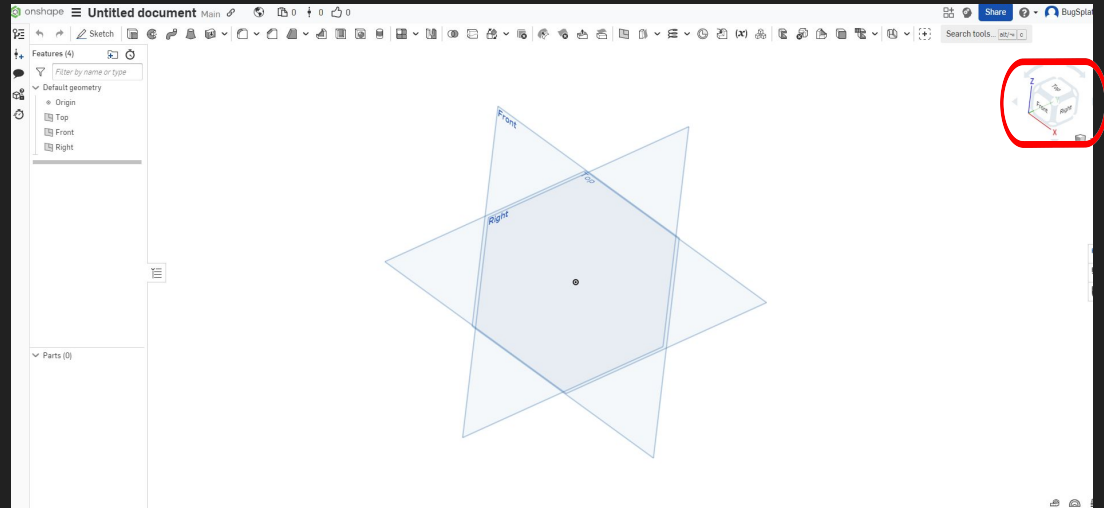 onshape Untitled document Main 0 0 0 Share BugSplat
Sketch Search tools... alt/⌥ c
Features (4)
Filter by name or type
Default geometry
Origin
Top
Front
Right
Parts (0)
Front
Top
Right
Z
Top
Front
Right
X